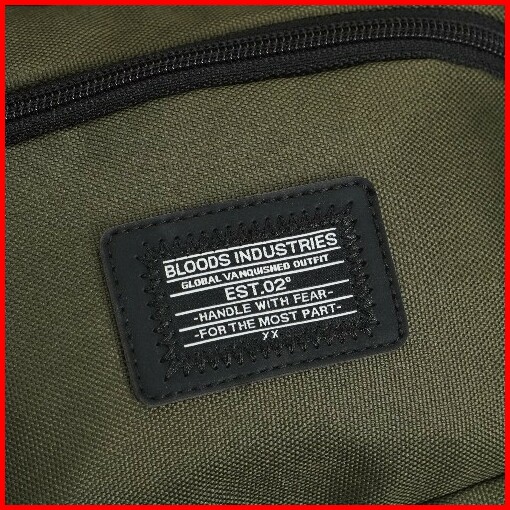 BLOODS INDUSTRIES
GLOBAL VANQUISHED OUTFIT
EST.02°
-HANDLE WITH FEAR-
-FOR THE MOST PART-
YX